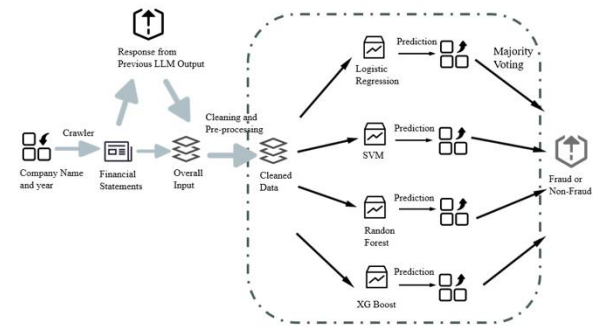 Response from
Previous LLM Output
Crawler
Company Name
and year
Financial
Statements
Overall
Input
Cleaning and
Pre-processing
Cleaned
Data
Logistic
Regression
Prediction
SVM
Prediction
Randon
Forest
Prediction
XG Boost
Prediction
Majority
Voting
Fraud or
Non-Fraud